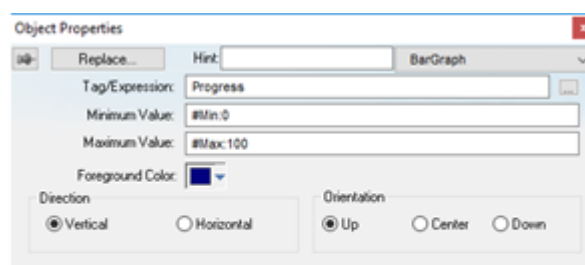 Object Properties
Replace... Hint: BarGraph
Tag/Expression: Progress ...
Minimum Value: #Min:0
Maximum Value: #Max:100
Foreground Color:
Direction Orientation
Vertical Horizontal Up Center Down